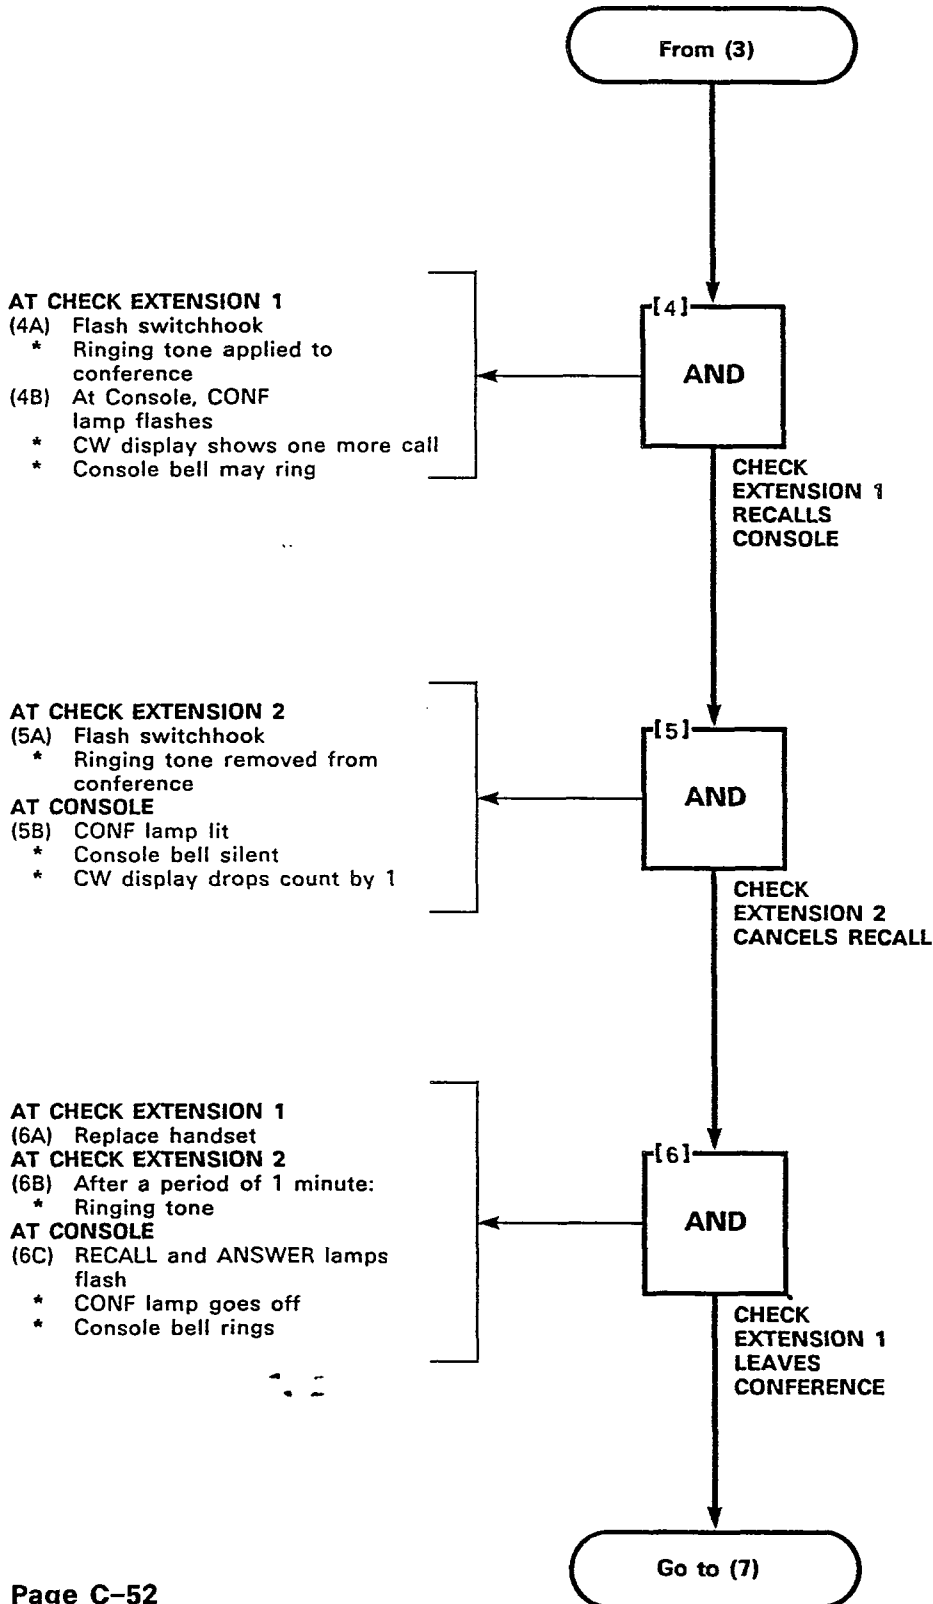 From (3)
AT CHECK EXTENSION 1
(4A) Flash switchhook
* Ringing tone applied to
conference
(4B) At Console, CONF
lamp flashes
* CW display shows one more call
* Console bell may ring
[4]
AND
CHECK
EXTENSION 1
RECALLS
CONSOLE
AT CHECK EXTENSION 2
(5A) Flash switchhook
* Ringing tone removed from
conference
AT CONSOLE
(5B) CONF lamp lit
* Console bell silent
* CW display drops count by 1
[5]
AND
CHECK
EXTENSION 2
CANCELS RECALL
AT CHECK EXTENSION 1
(6A) Replace handset
AT CHECK EXTENSION 2
(6B) After a period of 1 minute:
* Ringing tone
AT CONSOLE
(6C) RECALL and ANSWER lamps
flash
* CONF lamp goes off
* Console bell rings
[6]
AND
CHECK
EXTENSION 1
LEAVES
CONFERENCE
Go to (7)
Page C-52